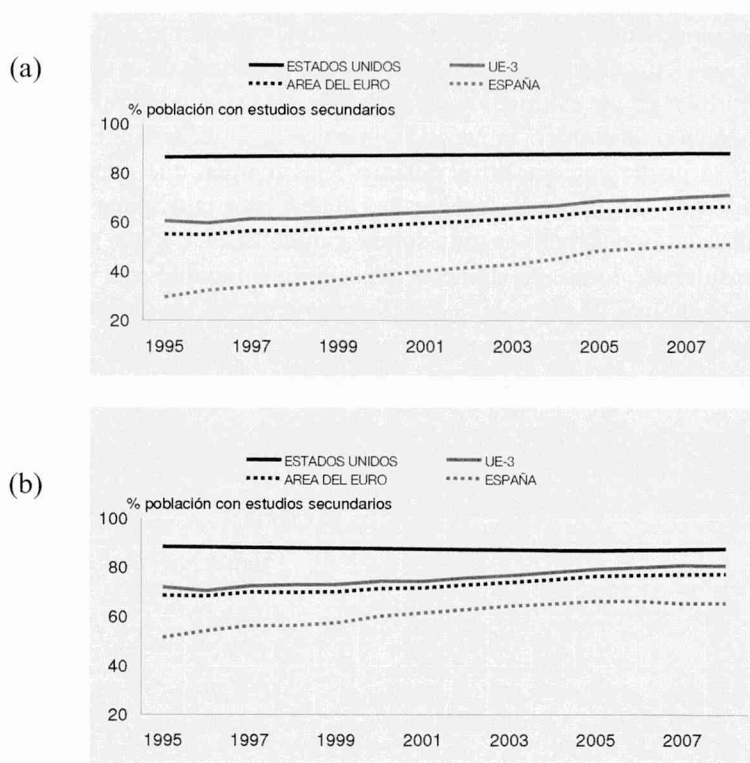 (a)
ESTADOS UNIDOS UE-3
AREA DEL EURO ESPAÑA
% población con estudios secundarios
100
80
60
40
20
1995 1997 1999 2001 2003 2005 2007
(b)
ESTADOS UNIDOS UE-3
AREA DEL EURO ESPAÑA
% población con estudios secundarios
100
80
60
40
20
1995 1997 1999 2001 2003 2005 2007